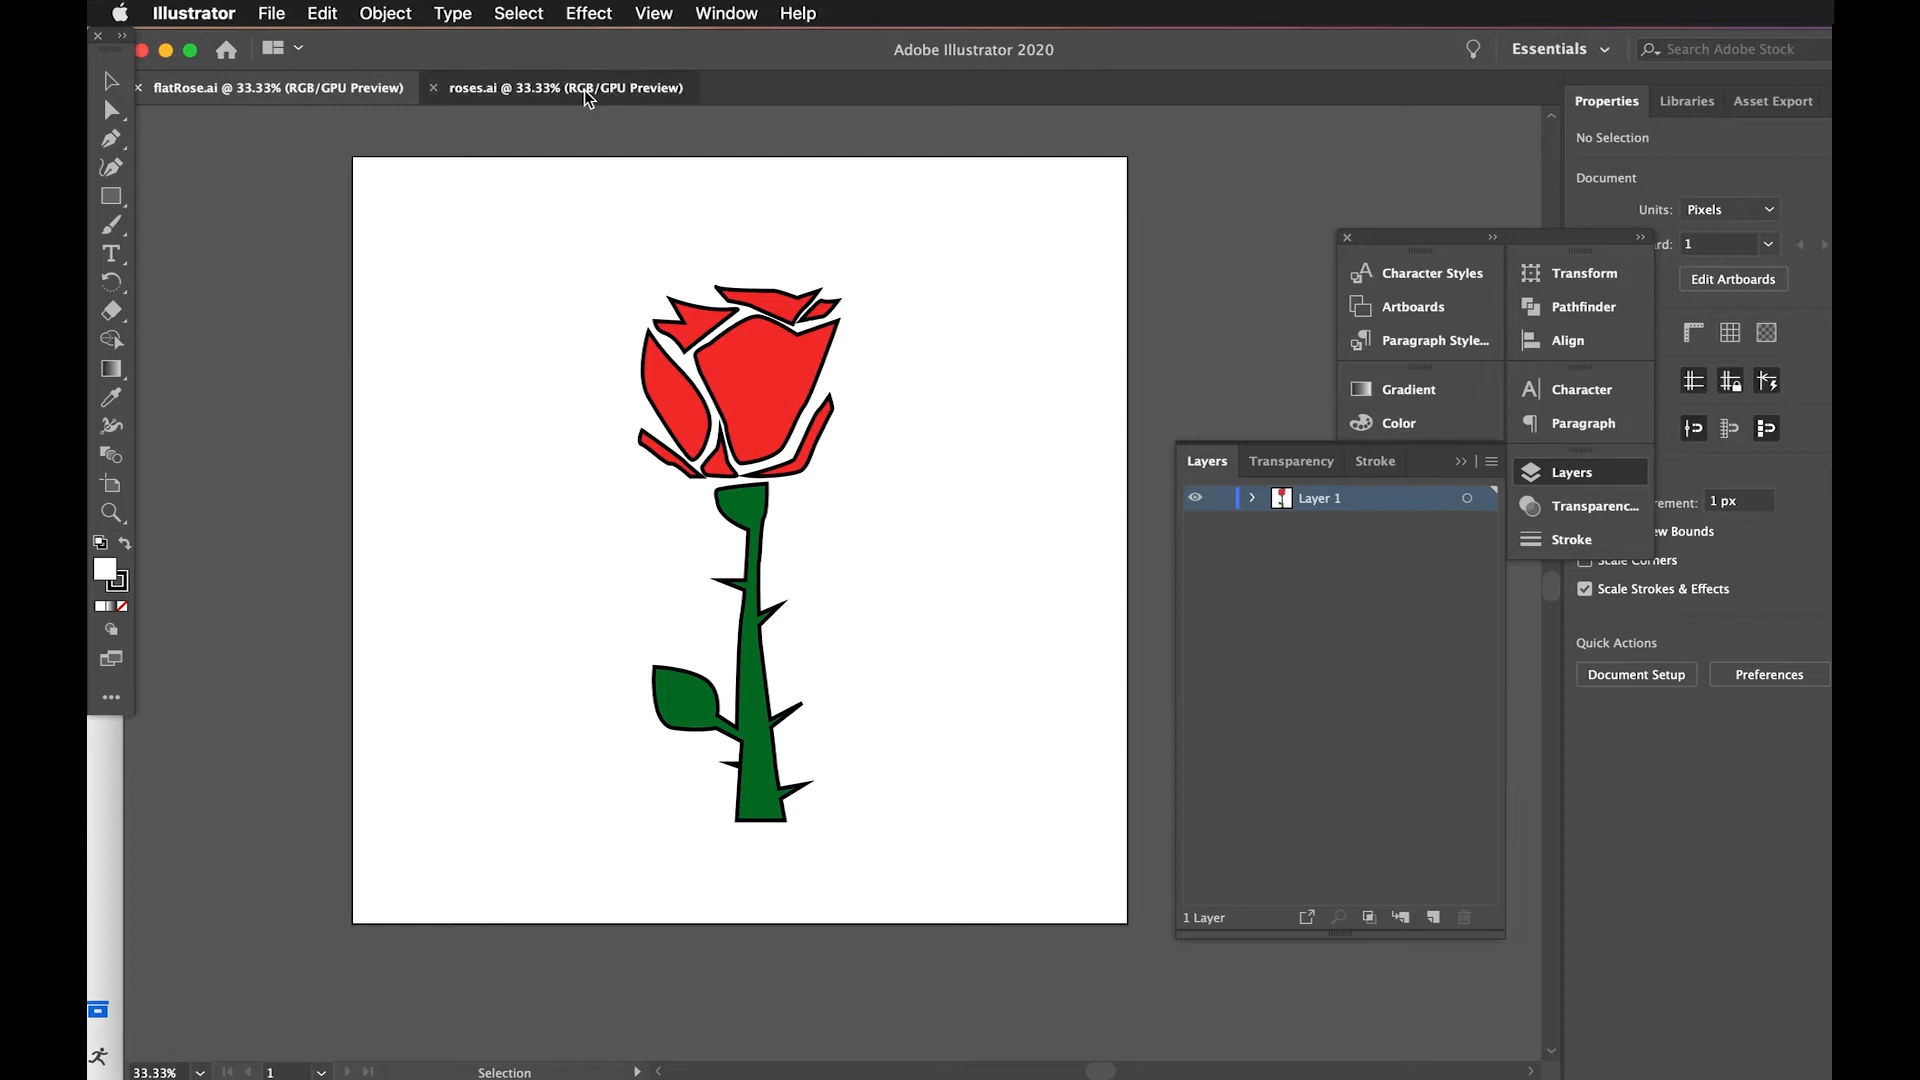 Illustrator File Edit Object Type Select Effect View Window Help
Adobe Illustrator 2020
Essentials
Search Adobe Stock
flatRose.ai @ 33.33% (RGB/GPU Preview)
roses.ai @ 33.33% (RGB/GPU Preview)
Properties Libraries Asset Export
No Selection
Document
Units: Pixels
1
Edit Artboards
Character Styles
Artboards
Paragraph Style...
Gradient
Color
Transform
Pathfinder
Align
Character
Paragraph
Layers
Transparenc...
Stroke
Layers Transparency Stroke
Layer 1
1 Layer
1 px
Scale Corners
Scale Strokes & Effects
Quick Actions
Document Setup Preferences
33.33% 1 Selection